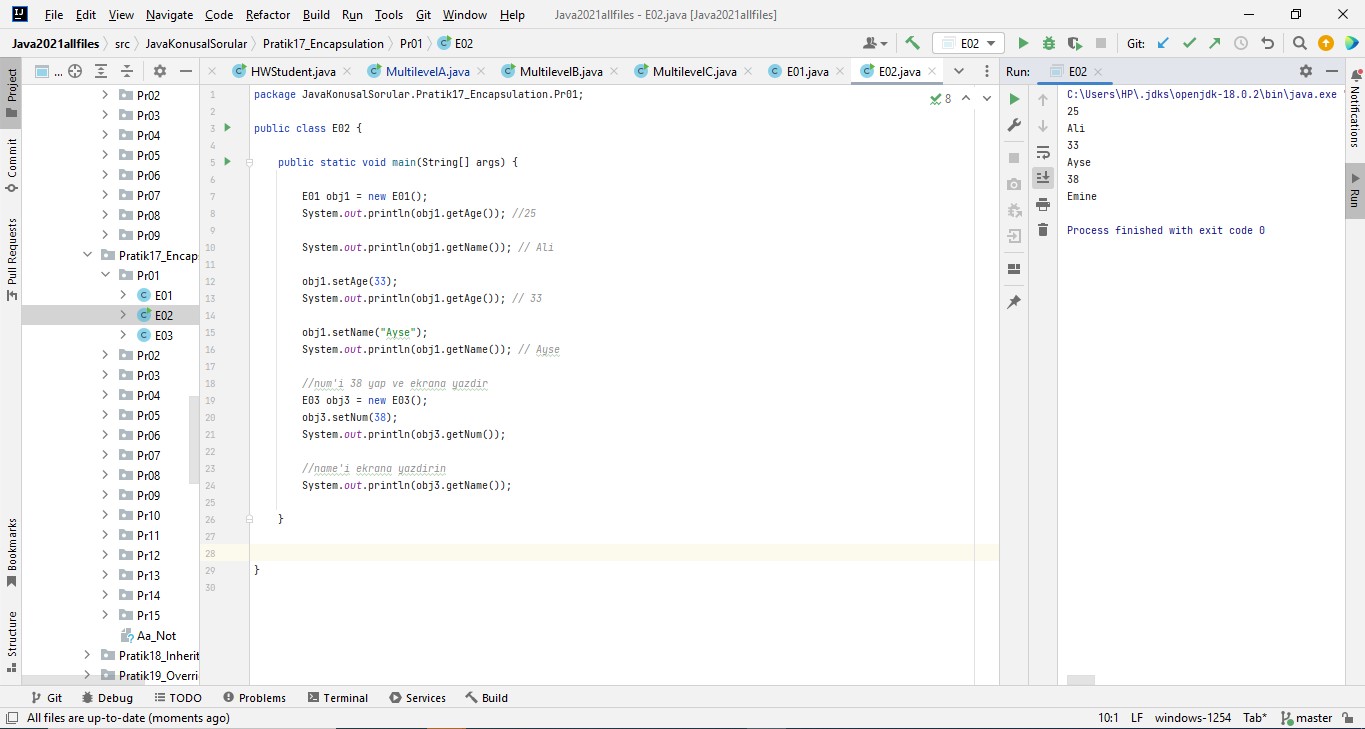 File Edit View Navigate Code Refactor Build Run Tools Git Window Help Java2021allfiles - E02.java [Java2021allfiles]
Java2021allfiles src JavaKonusalSorular Pratik17_Encapsulation Pr01 E02
E02
Git:
Project
Commit
Pull Requests
Bookmarks
Structure
...
HWStudent.java MultilevelA.java MultilevelB.java MultilevelC.java E01.java E02.java
Pr02
Pr03
Pr04
Pr05
Pr06
Pr07
Pr08
Pr09
Pratik17_Encap
Pr01
E01
E02
E03
Pr02
Pr03
Pr04
Pr05
Pr06
Pr07
Pr08
Pr09
Pr10
Pr11
Pr12
Pr13
Pr14
Pr15
Aa_Not
Pratik18_Inherit
Pratik19_Overri
8
1 package JavaKonusalSorular.Pratik17_Encapsulation.Pr01;
2
3 public class E02 {
4
5 public static void main(String[] args) {
6
7 E01 obj1 = new E01();
8 System.out.println(obj1.getAge()); //25
9
10 System.out.println(obj1.getName()); // Ali
11
12 obj1.setAge(33);
13 System.out.println(obj1.getAge()); // 33
14
15 obj1.setName("Ayse");
16 System.out.println(obj1.getName()); // Ayse
17
18 //num'i 38 yap ve ekrana yazdir
19 E03 obj3 = new E03();
20 obj3.setNum(38);
21 System.out.println(obj3.getNum());
22
23 //name'i ekrana yazdirin
24 System.out.println(obj3.getName());
25
26 }
27
28
29 }
30
Run: E02
C:\Users\HP\.jdks\openjdk-18.0.2\bin\java.exe
25
Ali
33
Ayse
38
Emine
Process finished with exit code 0
Notifications
Run
Git Debug TODO Problems Terminal Services Build
All files are up-to-date (moments ago) 10:1 LF windows-1254 Tab* master